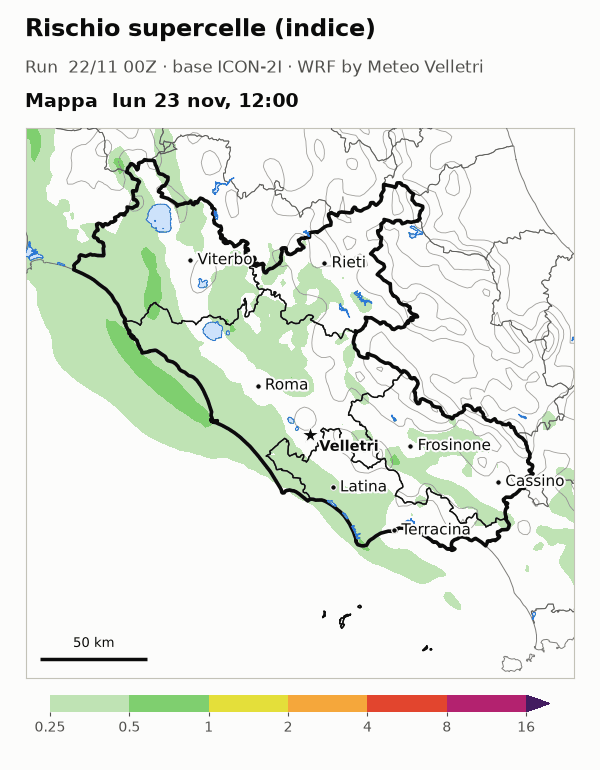 Rischio supercelle (indice)
Run 22/11 00Z · base ICON-2I · WRF by Meteo Velletri
Mappa lun 23 nov, 12:00
Viterbo
Rieti
Roma
Velletri
Frosinone
Latina
Cassino
Terracina
50 km
0.25 0.5 1 2 4 8 16